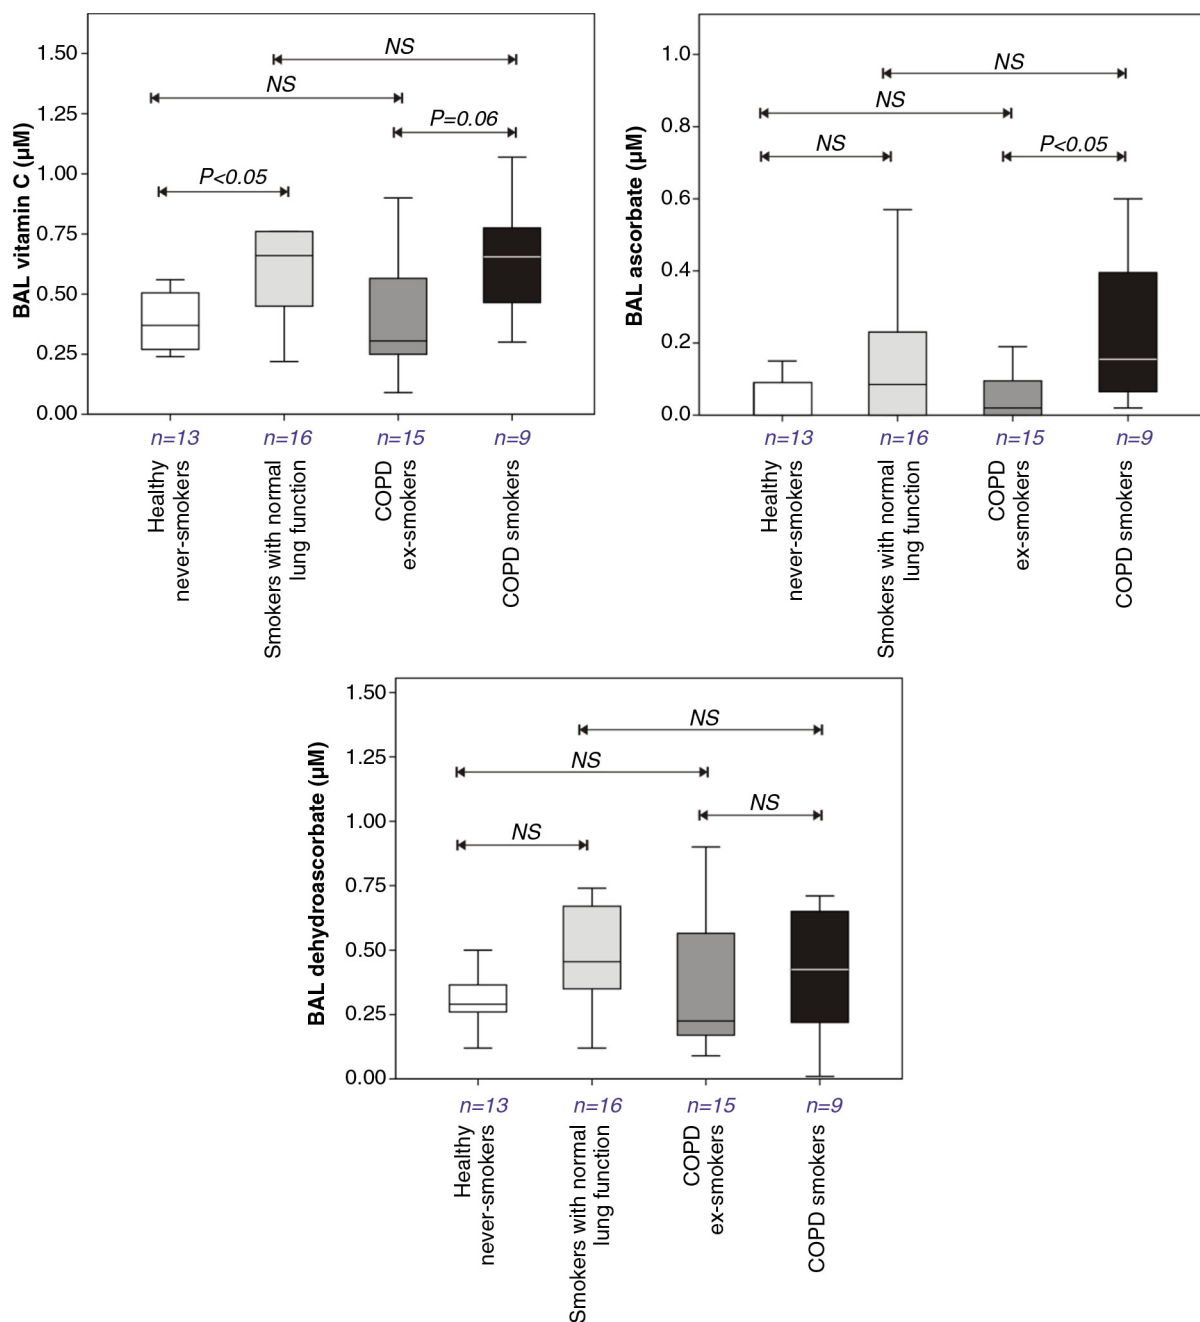 BAL vitamin C (µM)
1.50
1.25
1.00
0.75
0.50
0.25
0.00
NS
NS
P=0.06
P<0.05
n=13
n=16
n=15
n=9
Healthy
never-smokers
Smokers with normal
lung function
COPD
ex-smokers
COPD smokers
BAL ascorbate (µM)
1.0
0.8
0.6
0.4
0.2
0.0
NS
NS
NS
P<0.05
n=13
n=16
n=15
n=9
Healthy
never-smokers
Smokers with normal
lung function
COPD
ex-smokers
COPD smokers
BAL dehydroascorbate (µM)
1.50
1.25
1.00
0.75
0.50
0.25
0.00
NS
NS
NS
NS
n=13
n=16
n=15
n=9
Healthy
never-smokers
Smokers with normal
lung function
COPD
ex-smokers
COPD smokers